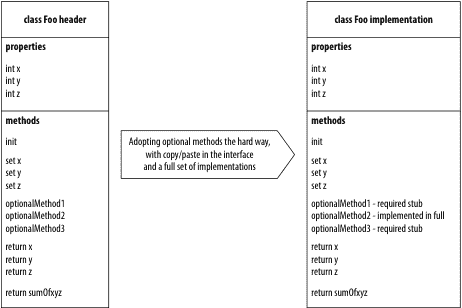 class Foo header
properties
int x
int y
int z
methods
init
set x
set y
set z
optionalMethod1
optionalMethod2
optionalMethod3
return x
return y
return z
return sumOfxyz
Adopting optional methods the hard way,
with copy/paste in the interface
and a full set of implementations
class Foo implementation
properties
int x
int y
int z
methods
init
set x
set y
set z
optionalMethod1 - required stub
optionalMethod2 - implemented in full
optionalMethod3 - required stub
return x
return y
return z
return sumOfxyz